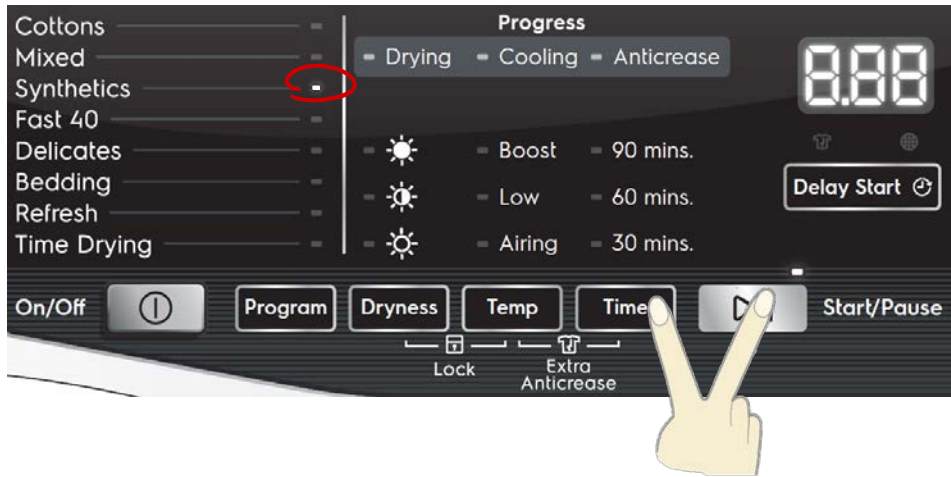 Cottons
Mixed
Synthetics
Fast 40
Delicates
Bedding
Refresh
Time Drying
Progress
Drying Cooling Anticrease
Boost 90 mins.
Low 60 mins.
Airing 30 mins.
8.88
Delay Start
On/Off Program Dryness Temp Time Start/Pause
Lock
Extra
Anticrease